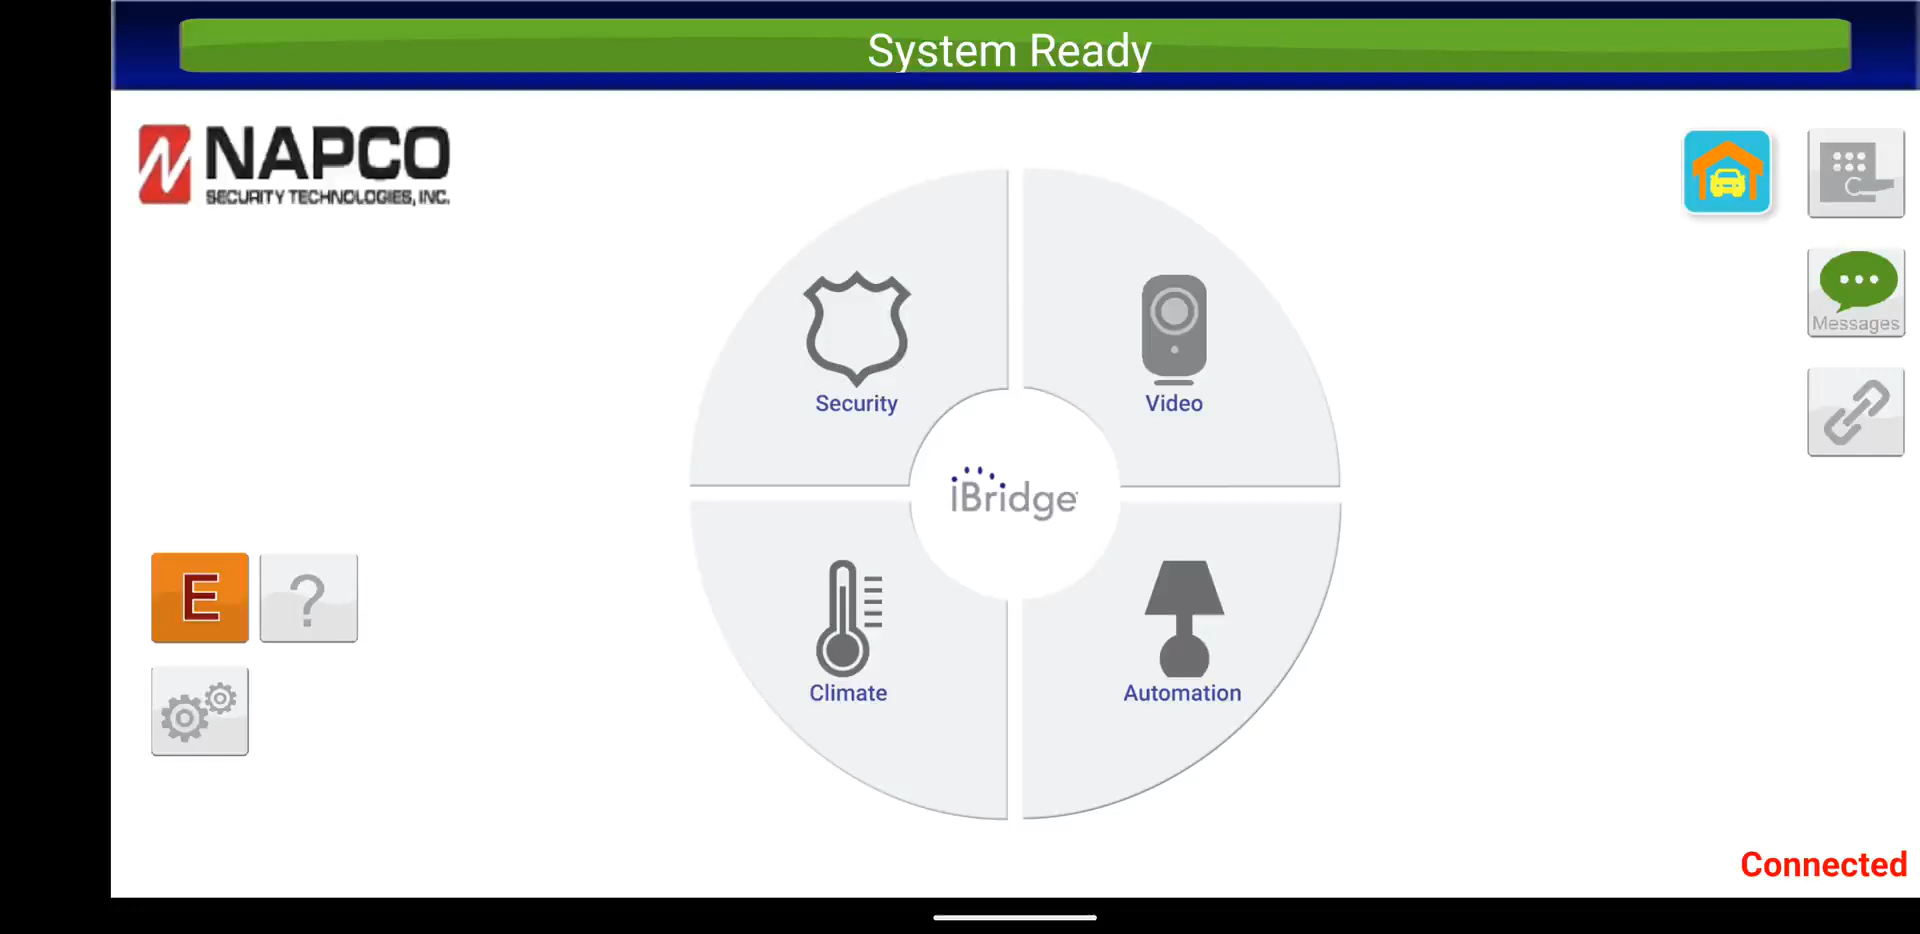 System Ready
NAPCO
SECURITY TECHNOLOGIES, INC.
Security
Video
Messages
iBridge
E
?
Climate
Automation
Connected